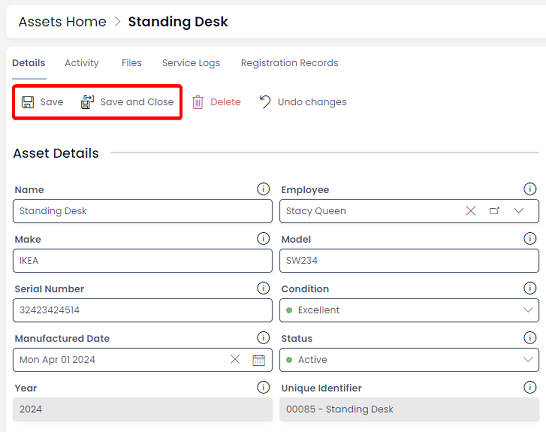 Assets Home > Standing Desk
Details Activity Files Service Logs Registration Records
Save Save and Close Delete Undo changes
Asset Details
Name Employee
Standing Desk Stacy Queen
Make Model
IKEA SW234
Serial Number Condition
32423424514 Excellent
Manufactured Date Status
Mon Apr 01 2024 Active
Year Unique Identifier
2024 00085 - Standing Desk